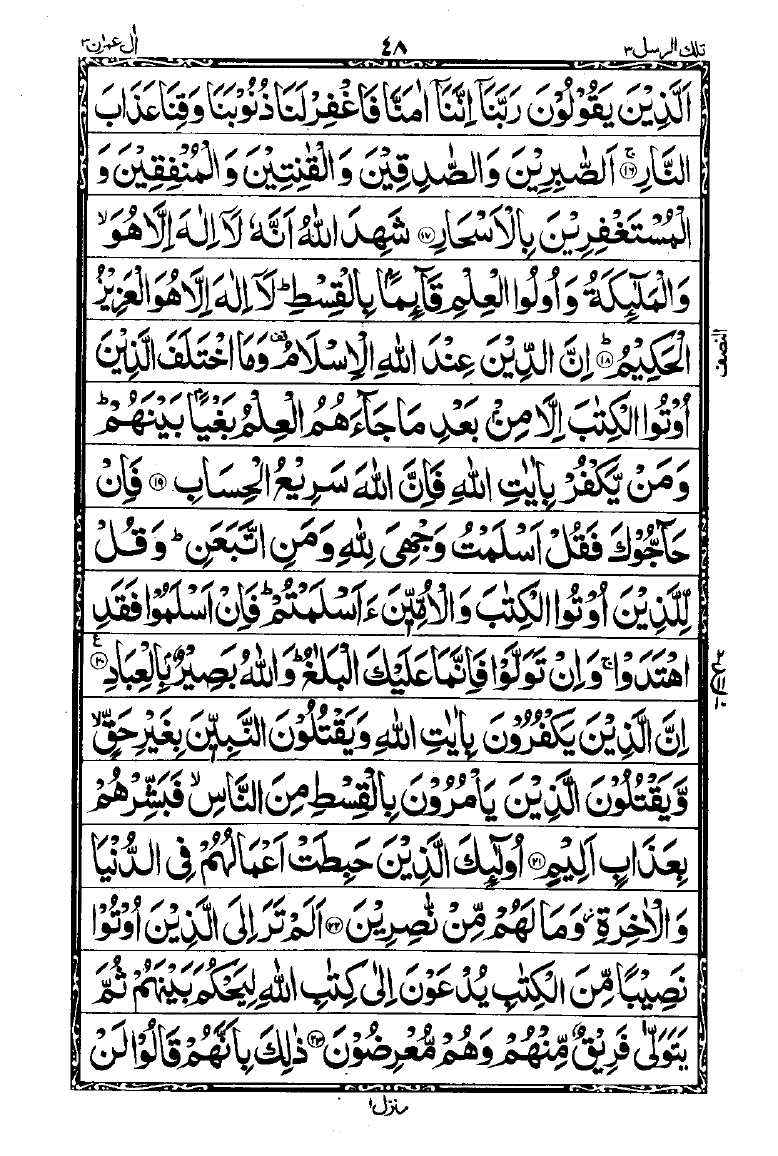 تلك الرسل ٣
٤٨
اٰل عمرٰن ٣
اَلَّذِيْنَ يَقُوْلُوْنَ رَبَّنَاۤ اِنَّنَاۤ اٰمَنَّا فَاغْفِرْ لَنَا ذُنُوْبَنَا وَقِنَا عَذَابَ
النَّارِۚ ﴿۱۶﴾ اَلصّٰبِرِيْنَ وَالصّٰدِقِيْنَ وَالْقٰنِتِيْنَ وَالْمُنْفِقِيْنَ وَ
الْمُسْتَغْفِرِيْنَ بِالْاَسْحَارِ ﴿۱۷﴾ شَهِدَ اللّٰهُ اَنَّهٗ لَاۤ اِلٰهَ اِلَّا هُوَۙ
وَالْمَلٰٓئِكَةُ وَاُولُوا الْعِلْمِ قَآئِمًۢا بِالْقِسْطِؕ لَاۤ اِلٰهَ اِلَّا هُوَ الْعَزِيْزُ
الْحَكِيْمُؕ ﴿۱۸﴾ اِنَّ الدِّيْنَ عِنْدَ اللّٰهِ الْاِسْلَامُ وقف وَمَا اخْتَلَفَ الَّذِيْنَ
النصف
اُوْتُوا الْكِتٰبَ اِلَّا مِنْۢ بَعْدِ مَا جَآءَهُمُ الْعِلْمُ بَغْيًۢا بَيْنَهُمْؕ
وَمَنْ يَّكْفُرْ بِاٰيٰتِ اللّٰهِ فَاِنَّ اللّٰهَ سَرِيْعُ الْحِسَابِ ﴿۱۹﴾ فَاِنْ
حَآجُّوْكَ فَقُلْ اَسْلَمْتُ وَجْهِيَ لِلّٰهِ وَمَنِ اتَّبَعَنِؕ وَقُلْ
لِّلَّذِيْنَ اُوْتُوا الْكِتٰبَ وَالْاُمِّيّٖنَ ءَاَسْلَمْتُمْؕ فَاِنْ اَسْلَمُوْا فَقَدِ
اهْتَدَوْاۚ وَاِنْ تَوَلَّوْا فَاِنَّمَا عَلَيْكَ الْبَلٰغُؕ وَاللّٰهُ بَصِيْرٌۢ بِالْعِبَادِ ﴿۲۰﴾ ع
اِنَّ الَّذِيْنَ يَكْفُرُوْنَ بِاٰيٰتِ اللّٰهِ وَيَقْتُلُوْنَ النَّبِيّٖنَ بِغَيْرِ حَقٍّۙ
وَّيَقْتُلُوْنَ الَّذِيْنَ يَاْمُرُوْنَ بِالْقِسْطِ مِنَ النَّاسِۙ فَبَشِّرْهُمْ
بِعَذَابٍ اَلِيْمٍ ﴿۲۱﴾ اُولٰٓئِكَ الَّذِيْنَ حَبِطَتْ اَعْمَالُهُمْ فِي الدُّنْيَا
وَالْاٰخِرَةِؗ وَمَا لَهُمْ مِّنْ نّٰصِرِيْنَ ﴿۲۲﴾ اَلَمْ تَرَ اِلَى الَّذِيْنَ اُوْتُوْا
نَصِيْبًا مِّنَ الْكِتٰبِ يُدْعَوْنَ اِلٰى كِتٰبِ اللّٰهِ لِيَحْكُمَ بَيْنَهُمْ ثُمَّ
يَتَوَلّٰى فَرِيْقٌ مِّنْهُمْ وَهُمْ مُّعْرِضُوْنَ ﴿۲۳﴾ ذٰلِكَ بِاَنَّهُمْ قَالُوْا لَنْ
منزل ۱